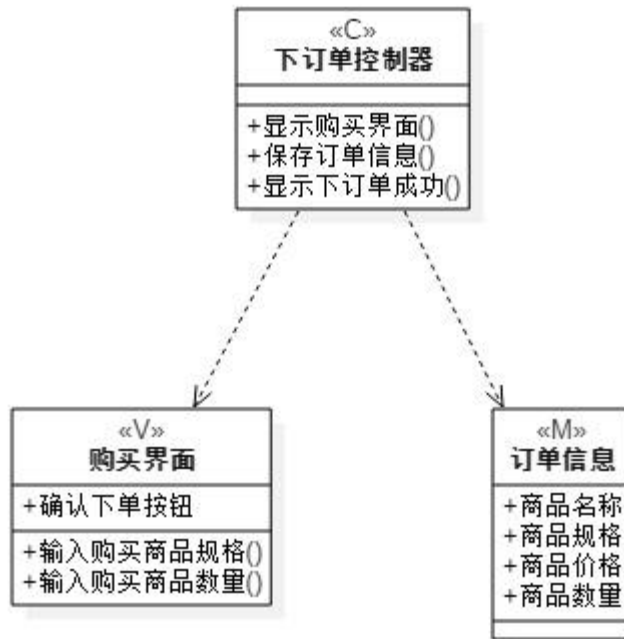 «C»
下订单控制器
+显示购买界面()
+保存订单信息()
+显示下订单成功()
«V»
购买界面
+确认下单按钮
+输入购买商品规格()
+输入购买商品数量()
«M»
订单信息
+商品名称
+商品规格
+商品价格
+商品数量